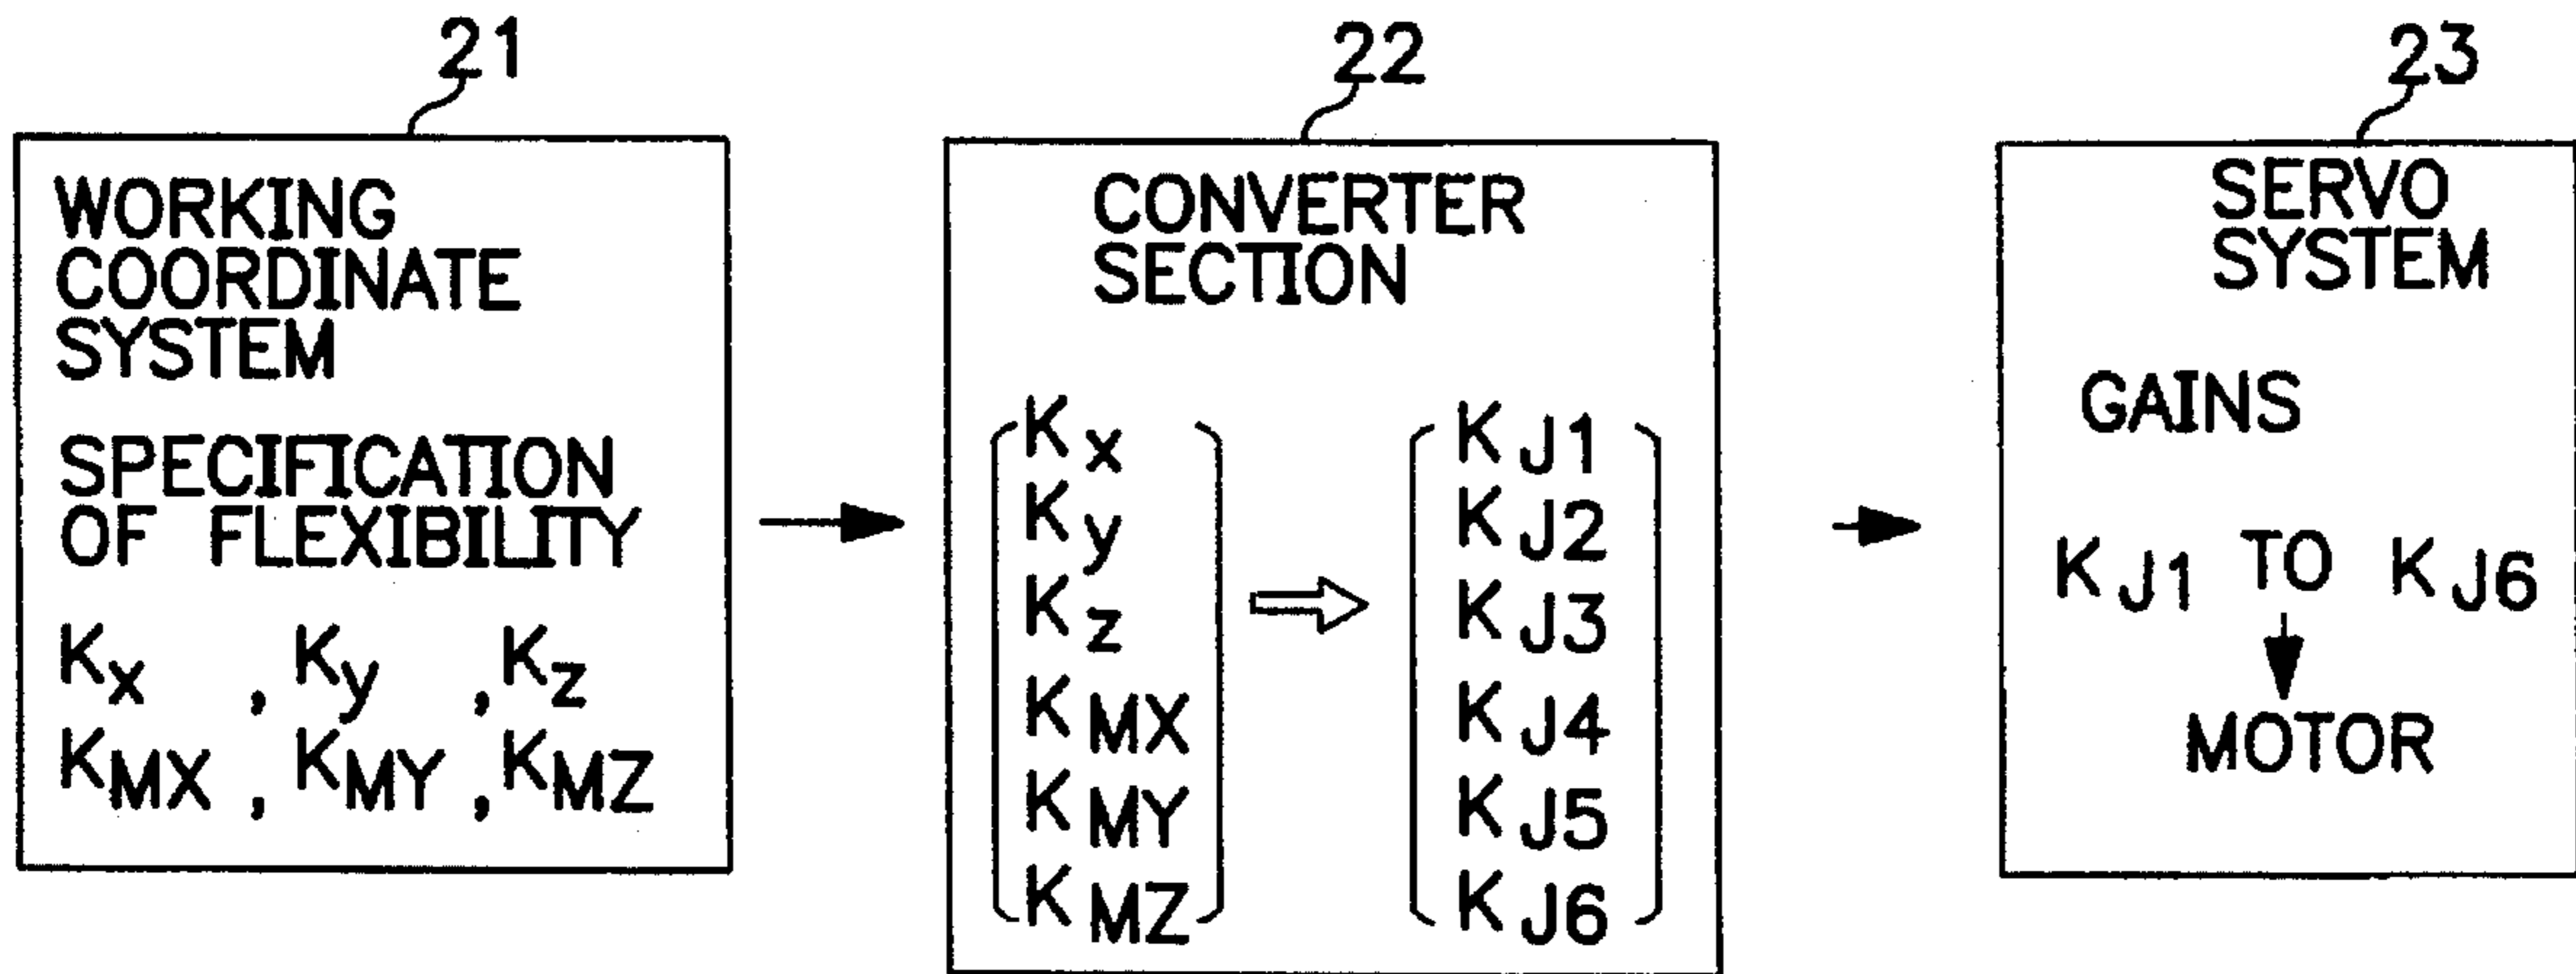 21
WORKING
COORDINATE
SYSTEM
SPECIFICATION
OF FLEXIBILITY
Kx , Ky , Kz
KMX , KMY , KMZ
22
CONVERTER
SECTION
Kx KJ1
Ky KJ2
Kz KJ3
KMX KJ4
KMY KJ5
KMZ KJ6
23
SERVO
SYSTEM
GAINS
KJ1 TO KJ6
MOTOR